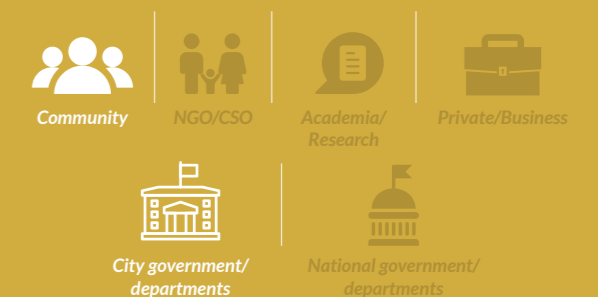 Community
NGO/CSO
Academia/
Research
Private/Business
City government/
departments
National government/
departments